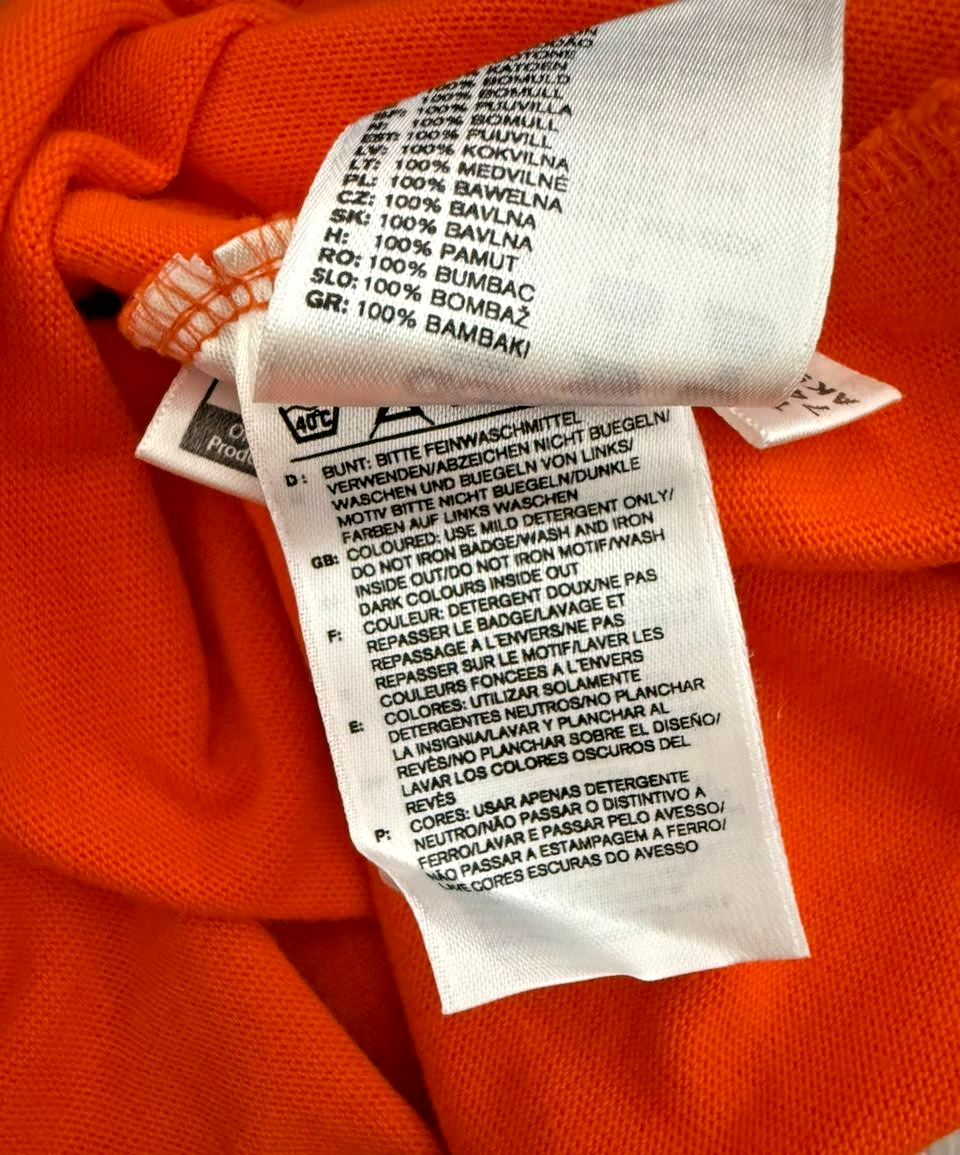 KATOEN
100% BOMULD
100% BOMULL
100% PUUVILLA
100% BOMULL
EST: 100% PUUVILL
LV: 100% KOKVILNA
LT: 100% MEDVILNĖ
PL: 100% BAWELNA
CZ: 100% BAVLNA
SK: 100% BAVLNA
H: 100% PAMUT
RO: 100% BUMBAC
SLO: 100% BOMBAŽ
GR: 100% BAMBAKI
40°C
D: BUNT: BITTE FEINWASCHMITTEL
VERWENDEN/ABZEICHEN NICHT BUEGELN/
WASCHEN UND BUEGELN VON LINKS/
MOTIV BITTE NICHT BUEGELN/DUNKLE
FARBEN AUF LINKS WASCHEN
GB: COLOURED: USE MILD DETERGENT ONLY/
DO NOT IRON BADGE/WASH AND IRON
INSIDE OUT/DO NOT IRON MOTIF/WASH
DARK COLOURS INSIDE OUT
F: COULEUR: DETERGENT DOUX/NE PAS
REPASSER LE BADGE/LAVAGE ET
REPASSAGE A L'ENVERS/NE PAS
REPASSER SUR LE MOTIF/LAVER LES
COULEURS FONCEES A L'ENVERS
E: COLORES: UTILIZAR SOLAMENTE
DETERGENTES NEUTROS/NO PLANCHAR
LA INSIGNIA/LAVAR Y PLANCHAR AL
REVÉS/NO PLANCHAR SOBRE EL DISEÑO/
LAVAR LOS COLORES OSCUROS DEL
REVÉS
P: CORES: USAR APENAS DETERGENTE
NEUTRO/NÃO PASSAR O DISTINTIVO A
FERRO/LAVAR E PASSAR PELO AVESSO/
NÃO PASSAR A ESTAMPAGEM A FERRO/
CORES ESCURAS DO AVESSO